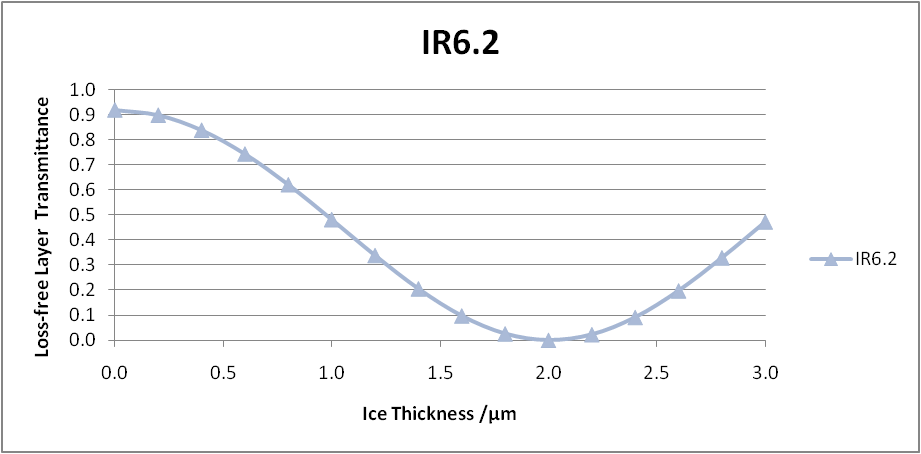 IR6.2
Loss-free Layer Transmittance
1.0
0.9
0.8
0.7
0.6
0.5
0.4
0.3
0.2
0.1
0.0
0.0 0.5 1.0 1.5 2.0 2.5 3.0
Ice Thickness /µm
IR6.2